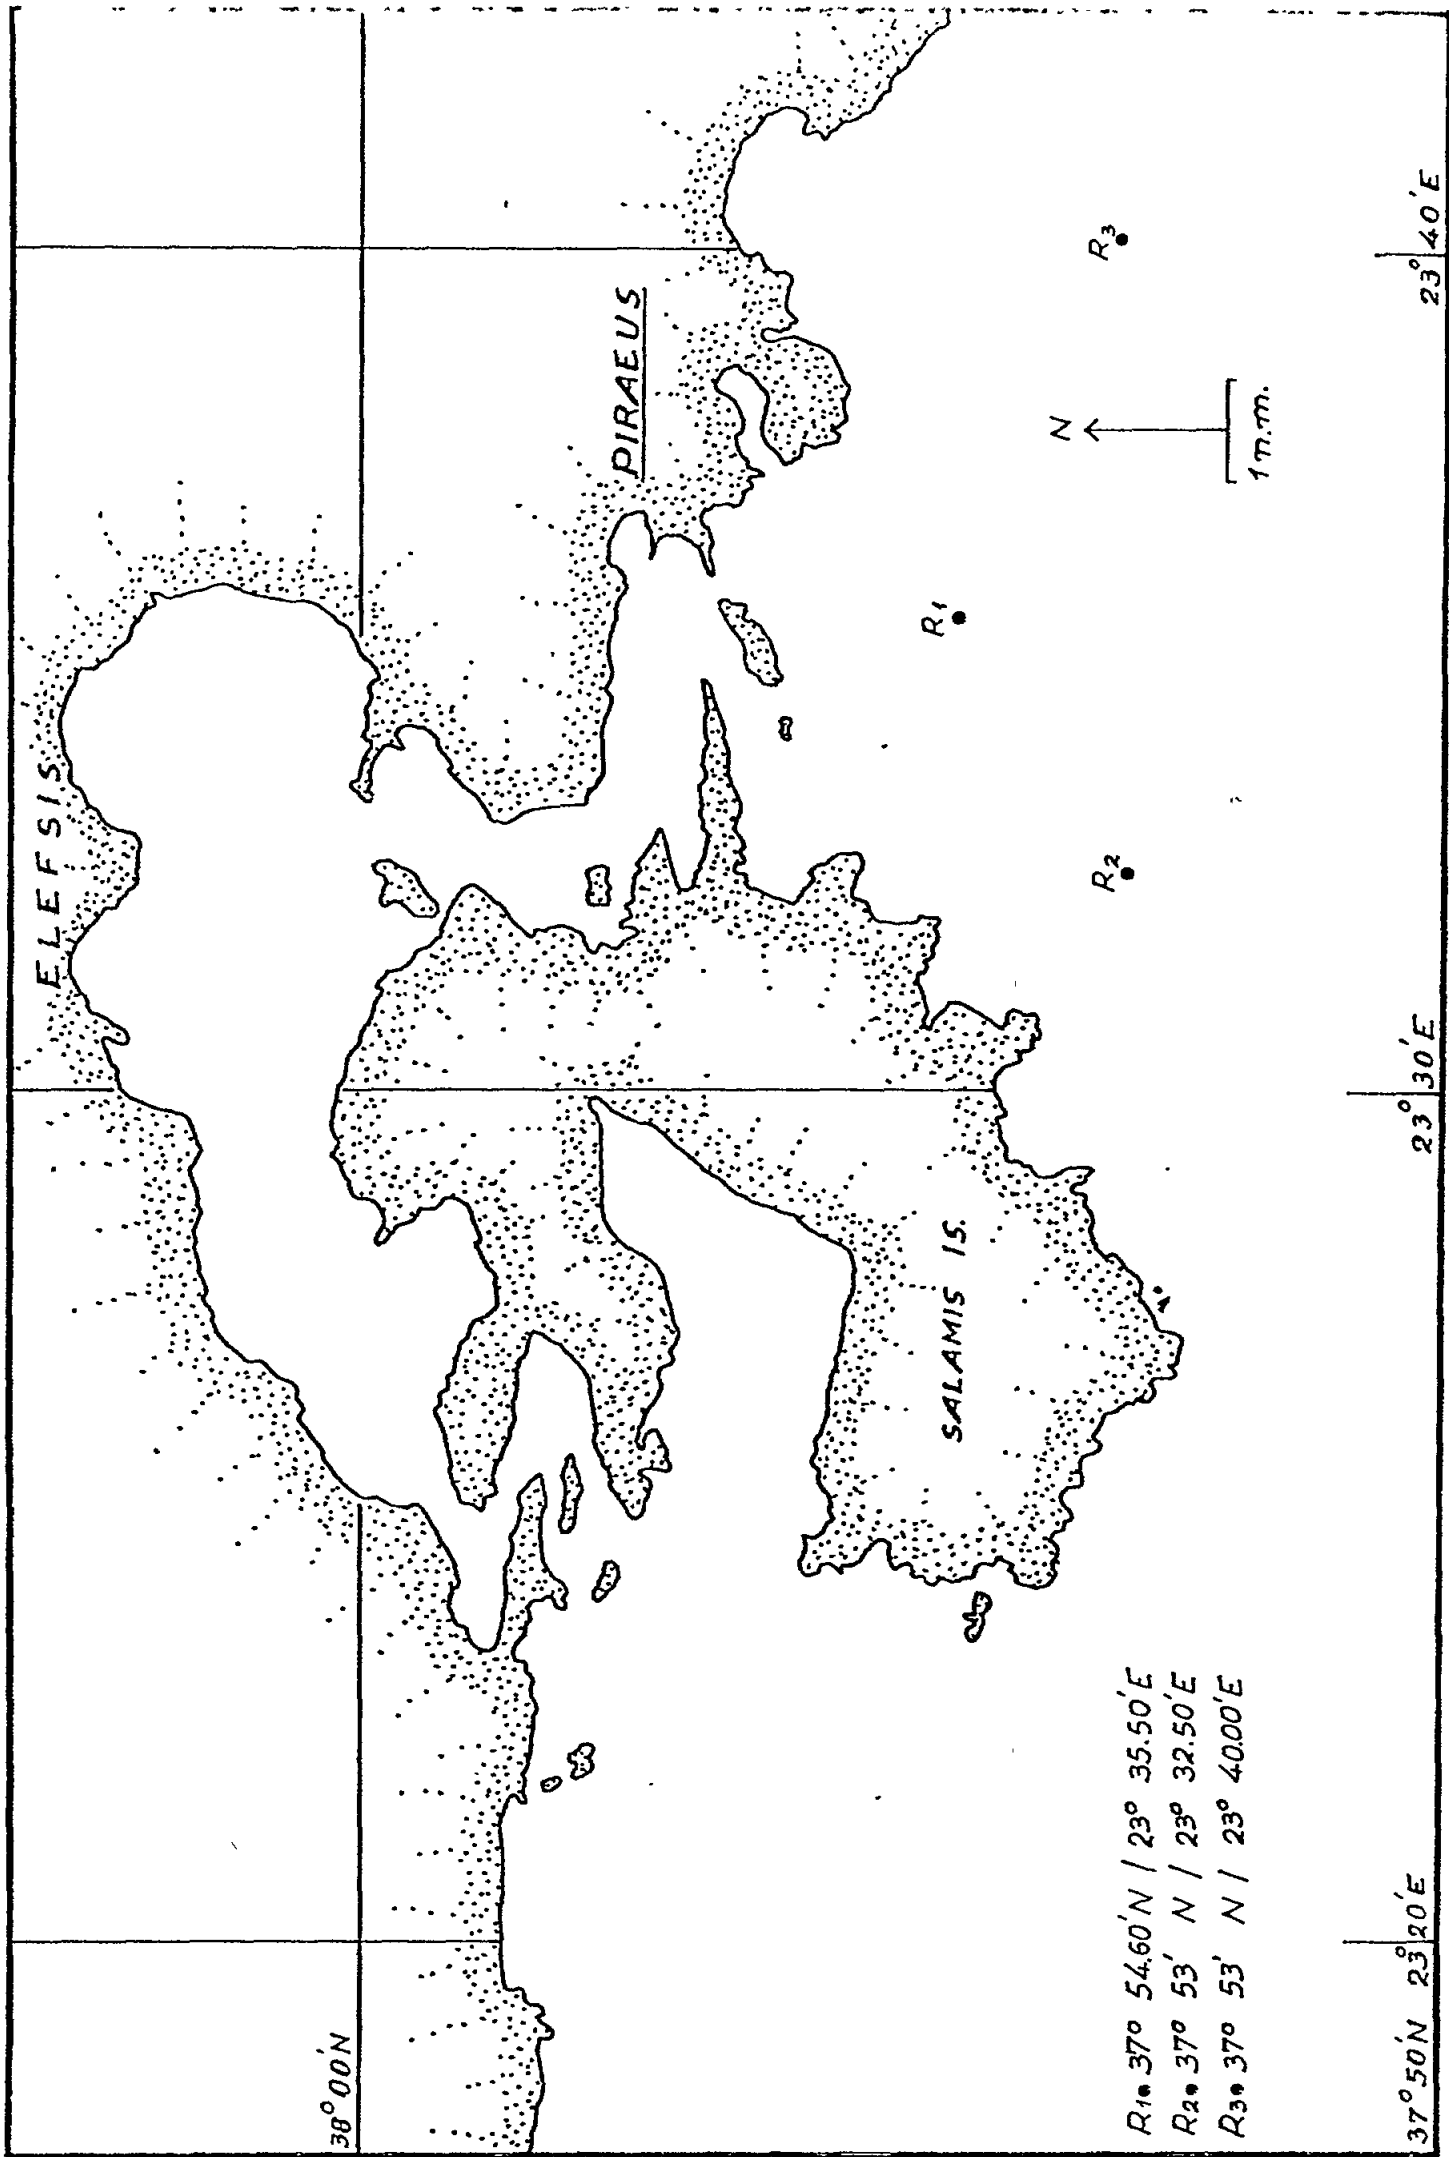 ELEFSIS
38°00'N
PIRAEUS
R1
R3
R2
N
1 n.m.
SALAMIS IS.
R1• 37° 54.60'N / 23° 35.50'E
R2• 37° 53' N / 23° 32.50'E
R3• 37° 53' N / 23° 40.00'E
37°50'N 23°20'E 23°30'E 23°40'E